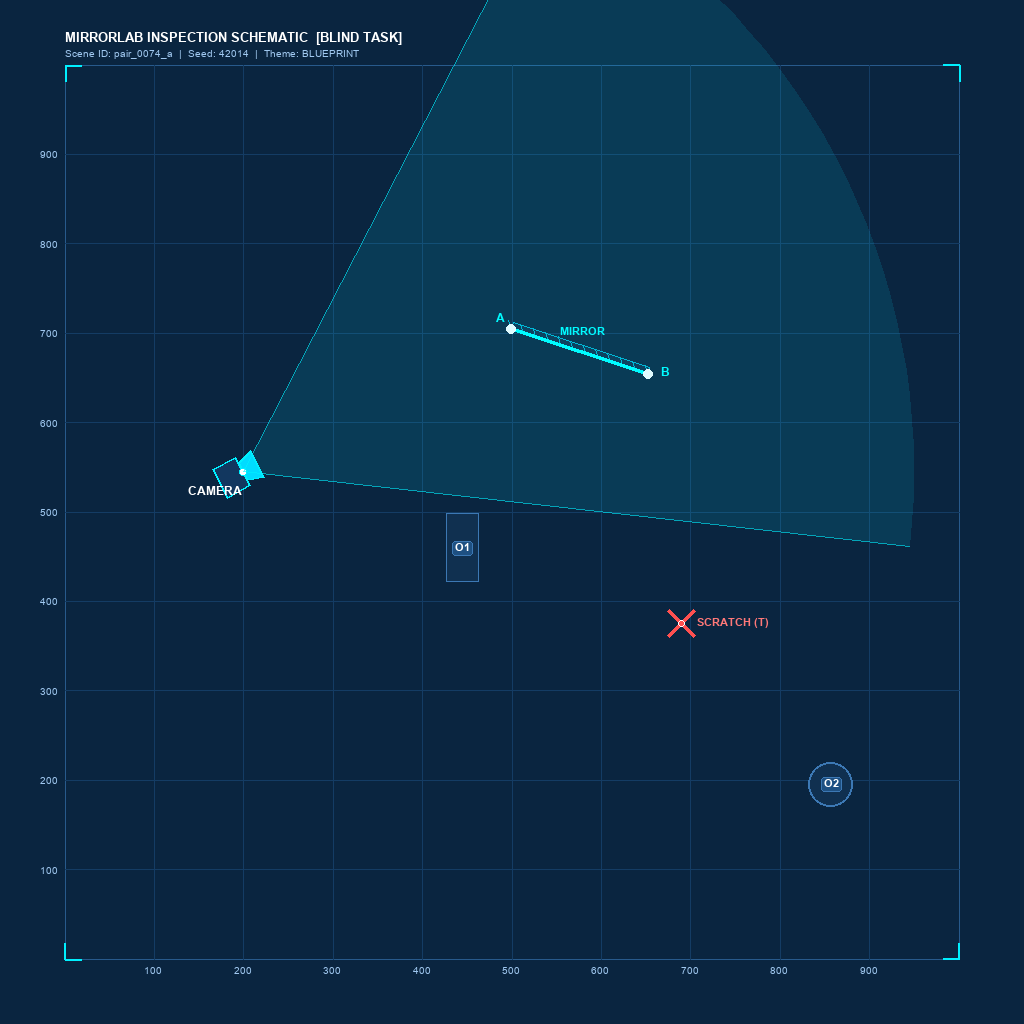 MIRRORLAB INSPECTION SCHEMATIC [BLIND TASK]
Scene ID: pair_0074_a | Seed: 42014 | Theme: BLUEPRINT
900
800
A
MIRROR
700
B
600
CAMERA
500
O1
400
SCRATCH (T)
300
200
O2
100
100 200 300 400 500 600 700 800 900